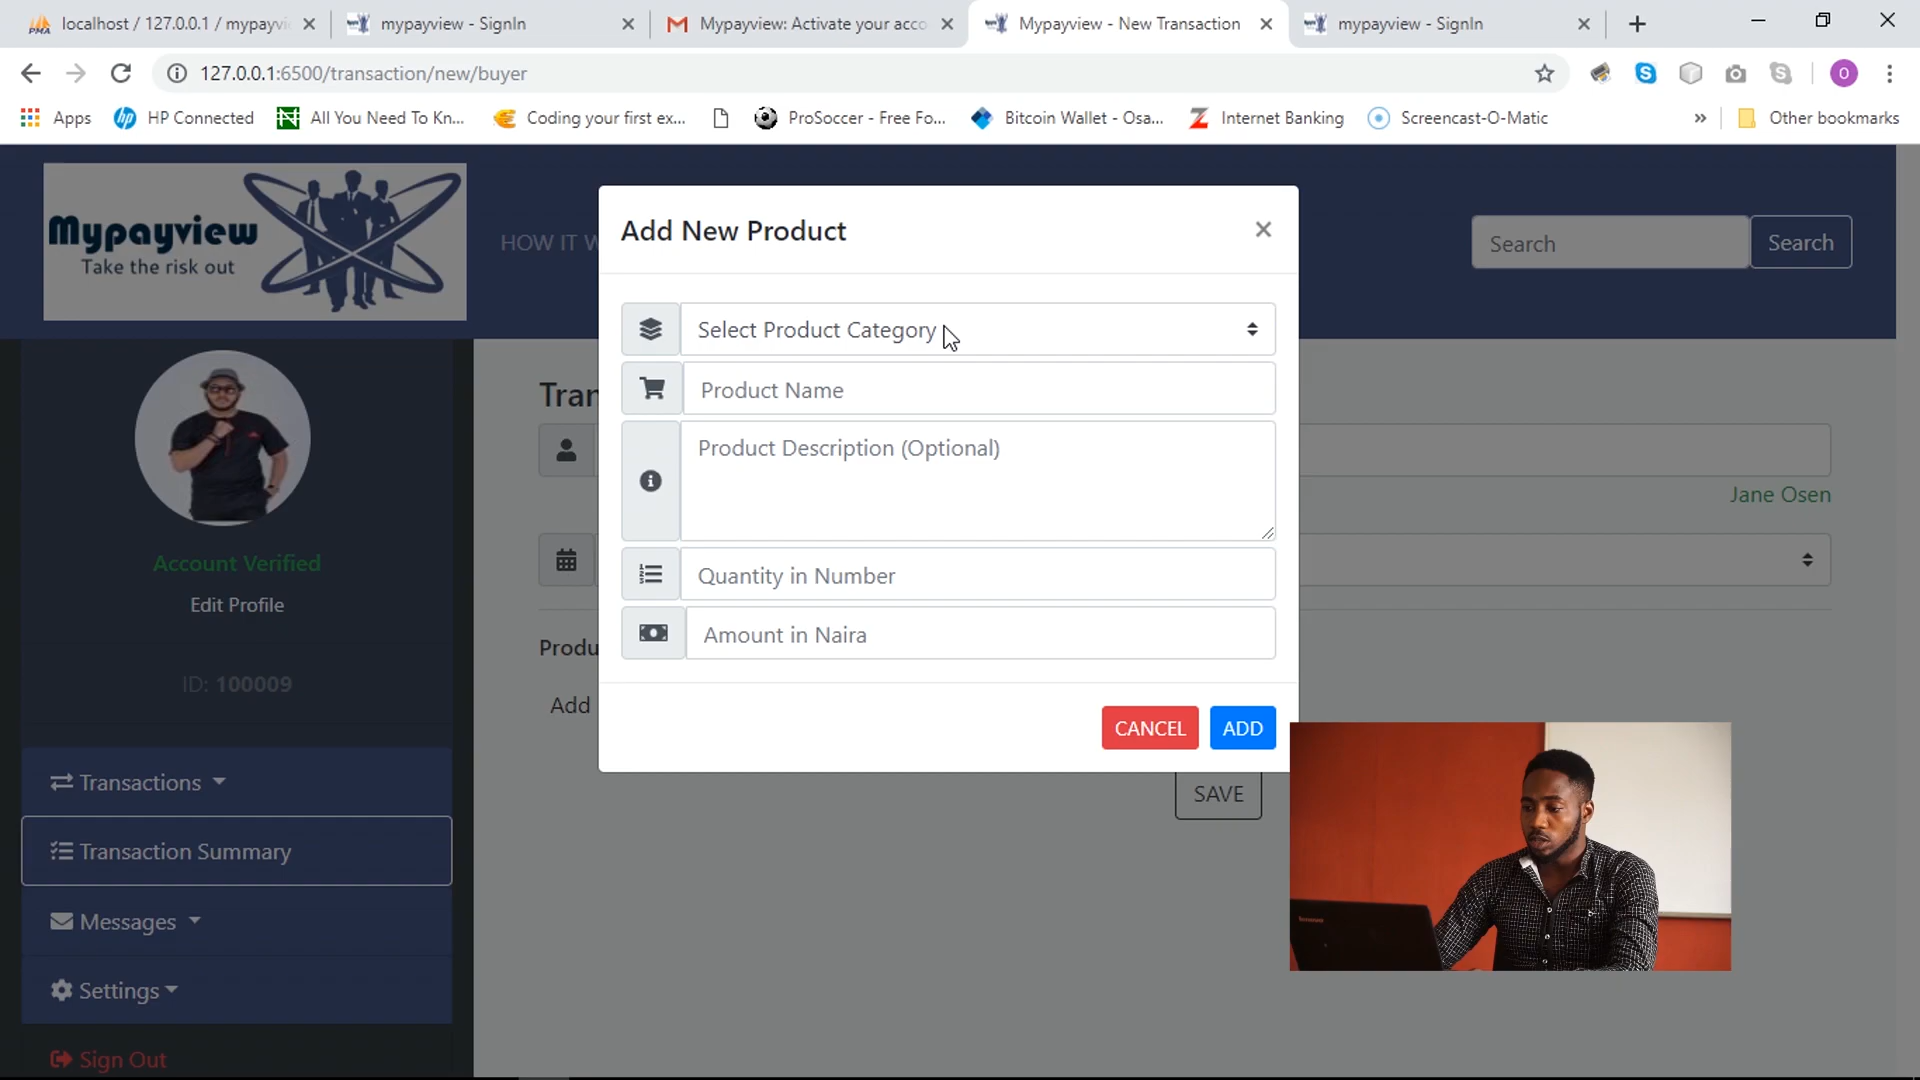 localhost / 127.0.0.1 / mypayvi
mypayview - SignIn
Mypayview: Activate your acco
Mypayview - New Transaction
mypayview - SignIn
127.0.0.1:6500/transaction/new/buyer
O
Apps
HP Connected
All You Need To Kn...
Coding your first ex...
ProSoccer - Free Fo...
Bitcoin Wallet - Osa...
Internet Banking
Screencast-O-Matic
»
Other bookmarks
Mypayview
Take the risk out
HOW IT W
Search
Search
Add New Product
Select Product Category
Product Name
Product Description (Optional)
Quantity in Number
Amount in Naira
CANCEL
ADD
Tran
Jane Osen
Produ
Add
SAVE
Account Verified
Edit Profile
ID: 100009
Transactions
Transaction Summary
Messages
Settings
Sign Out